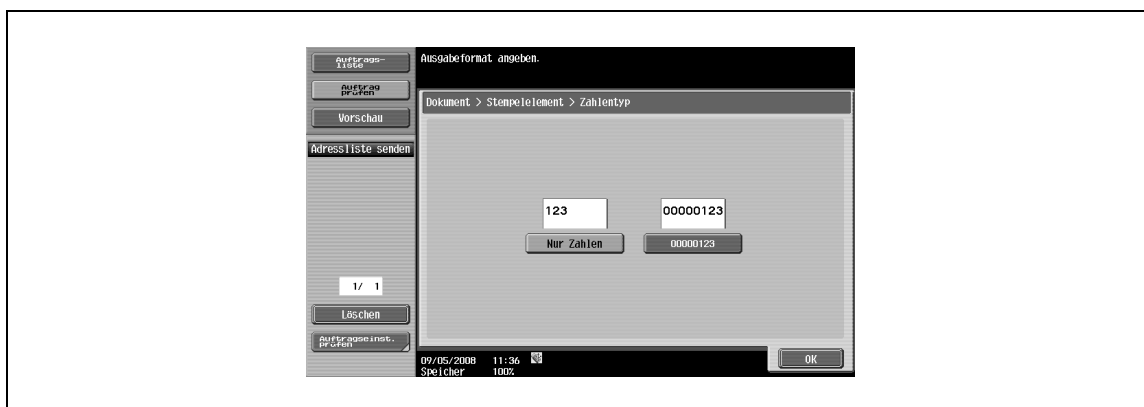 Auftrags-
liste
Auftrag
prüfen
Vorschau
Adressliste senden
1/ 1
Löschen
Auftragseinst.
prüfen
Ausgabeformat angeben.
Dokument > Stempelelement > Zahlentyp
123
00000123
Nur Zahlen
00000123
09/05/2008 11:36
Speicher 100%
OK